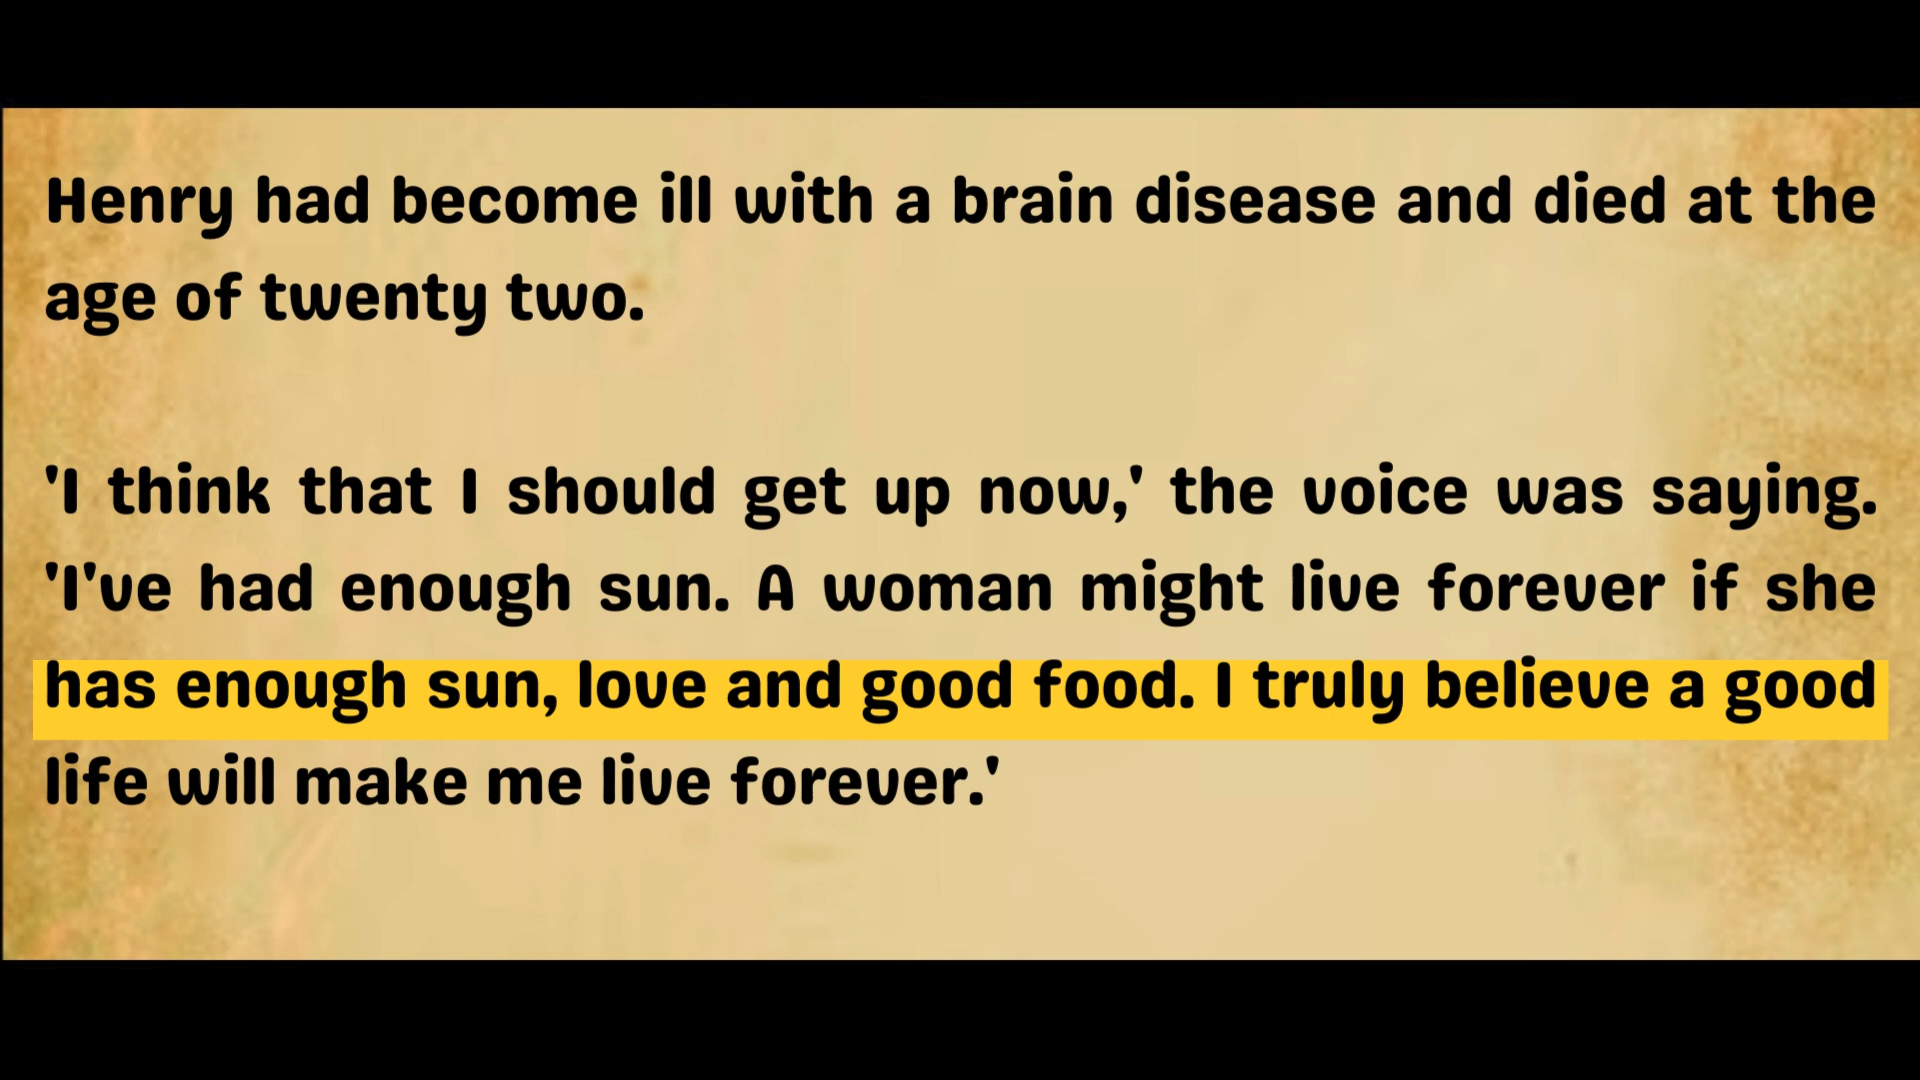 Henry had become ill with a brain disease and died at the
age of twenty two.
'I think that I should get up now,' the voice was saying.
'I've had enough sun. A woman might live forever if she
has enough sun, love and good food. I truly believe a good
life will make me live forever.'